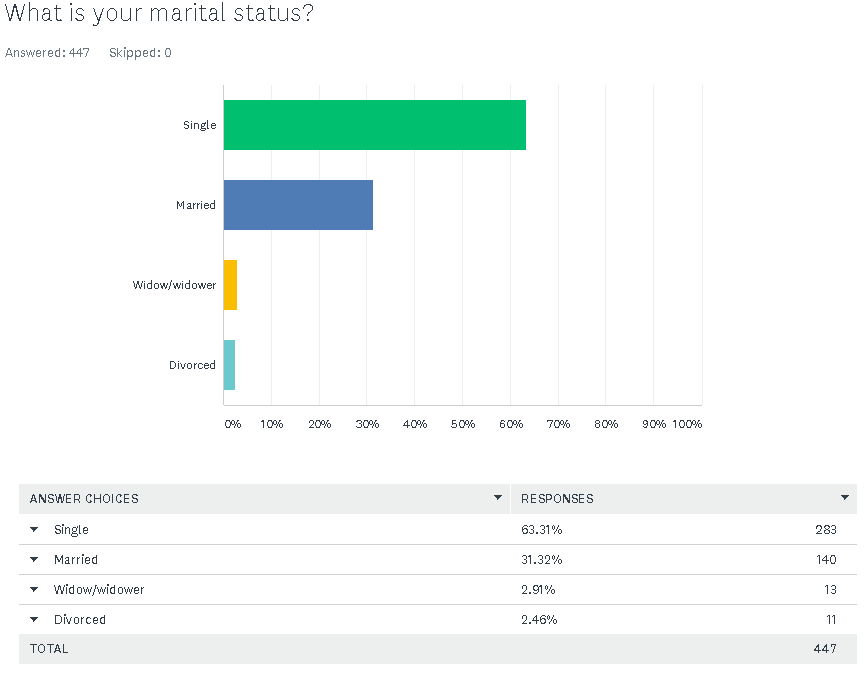 What is your marital status?
Answered: 447 Skipped: 0
Single
Married
Widow/widower
Divorced
0% 10% 20% 30% 40% 50% 60% 70% 80% 90% 100%
ANSWER CHOICES RESPONSES
Single 63.31% 283
Married 31.32% 140
Widow/widower 2.91% 13
Divorced 2.46% 11
TOTAL 447